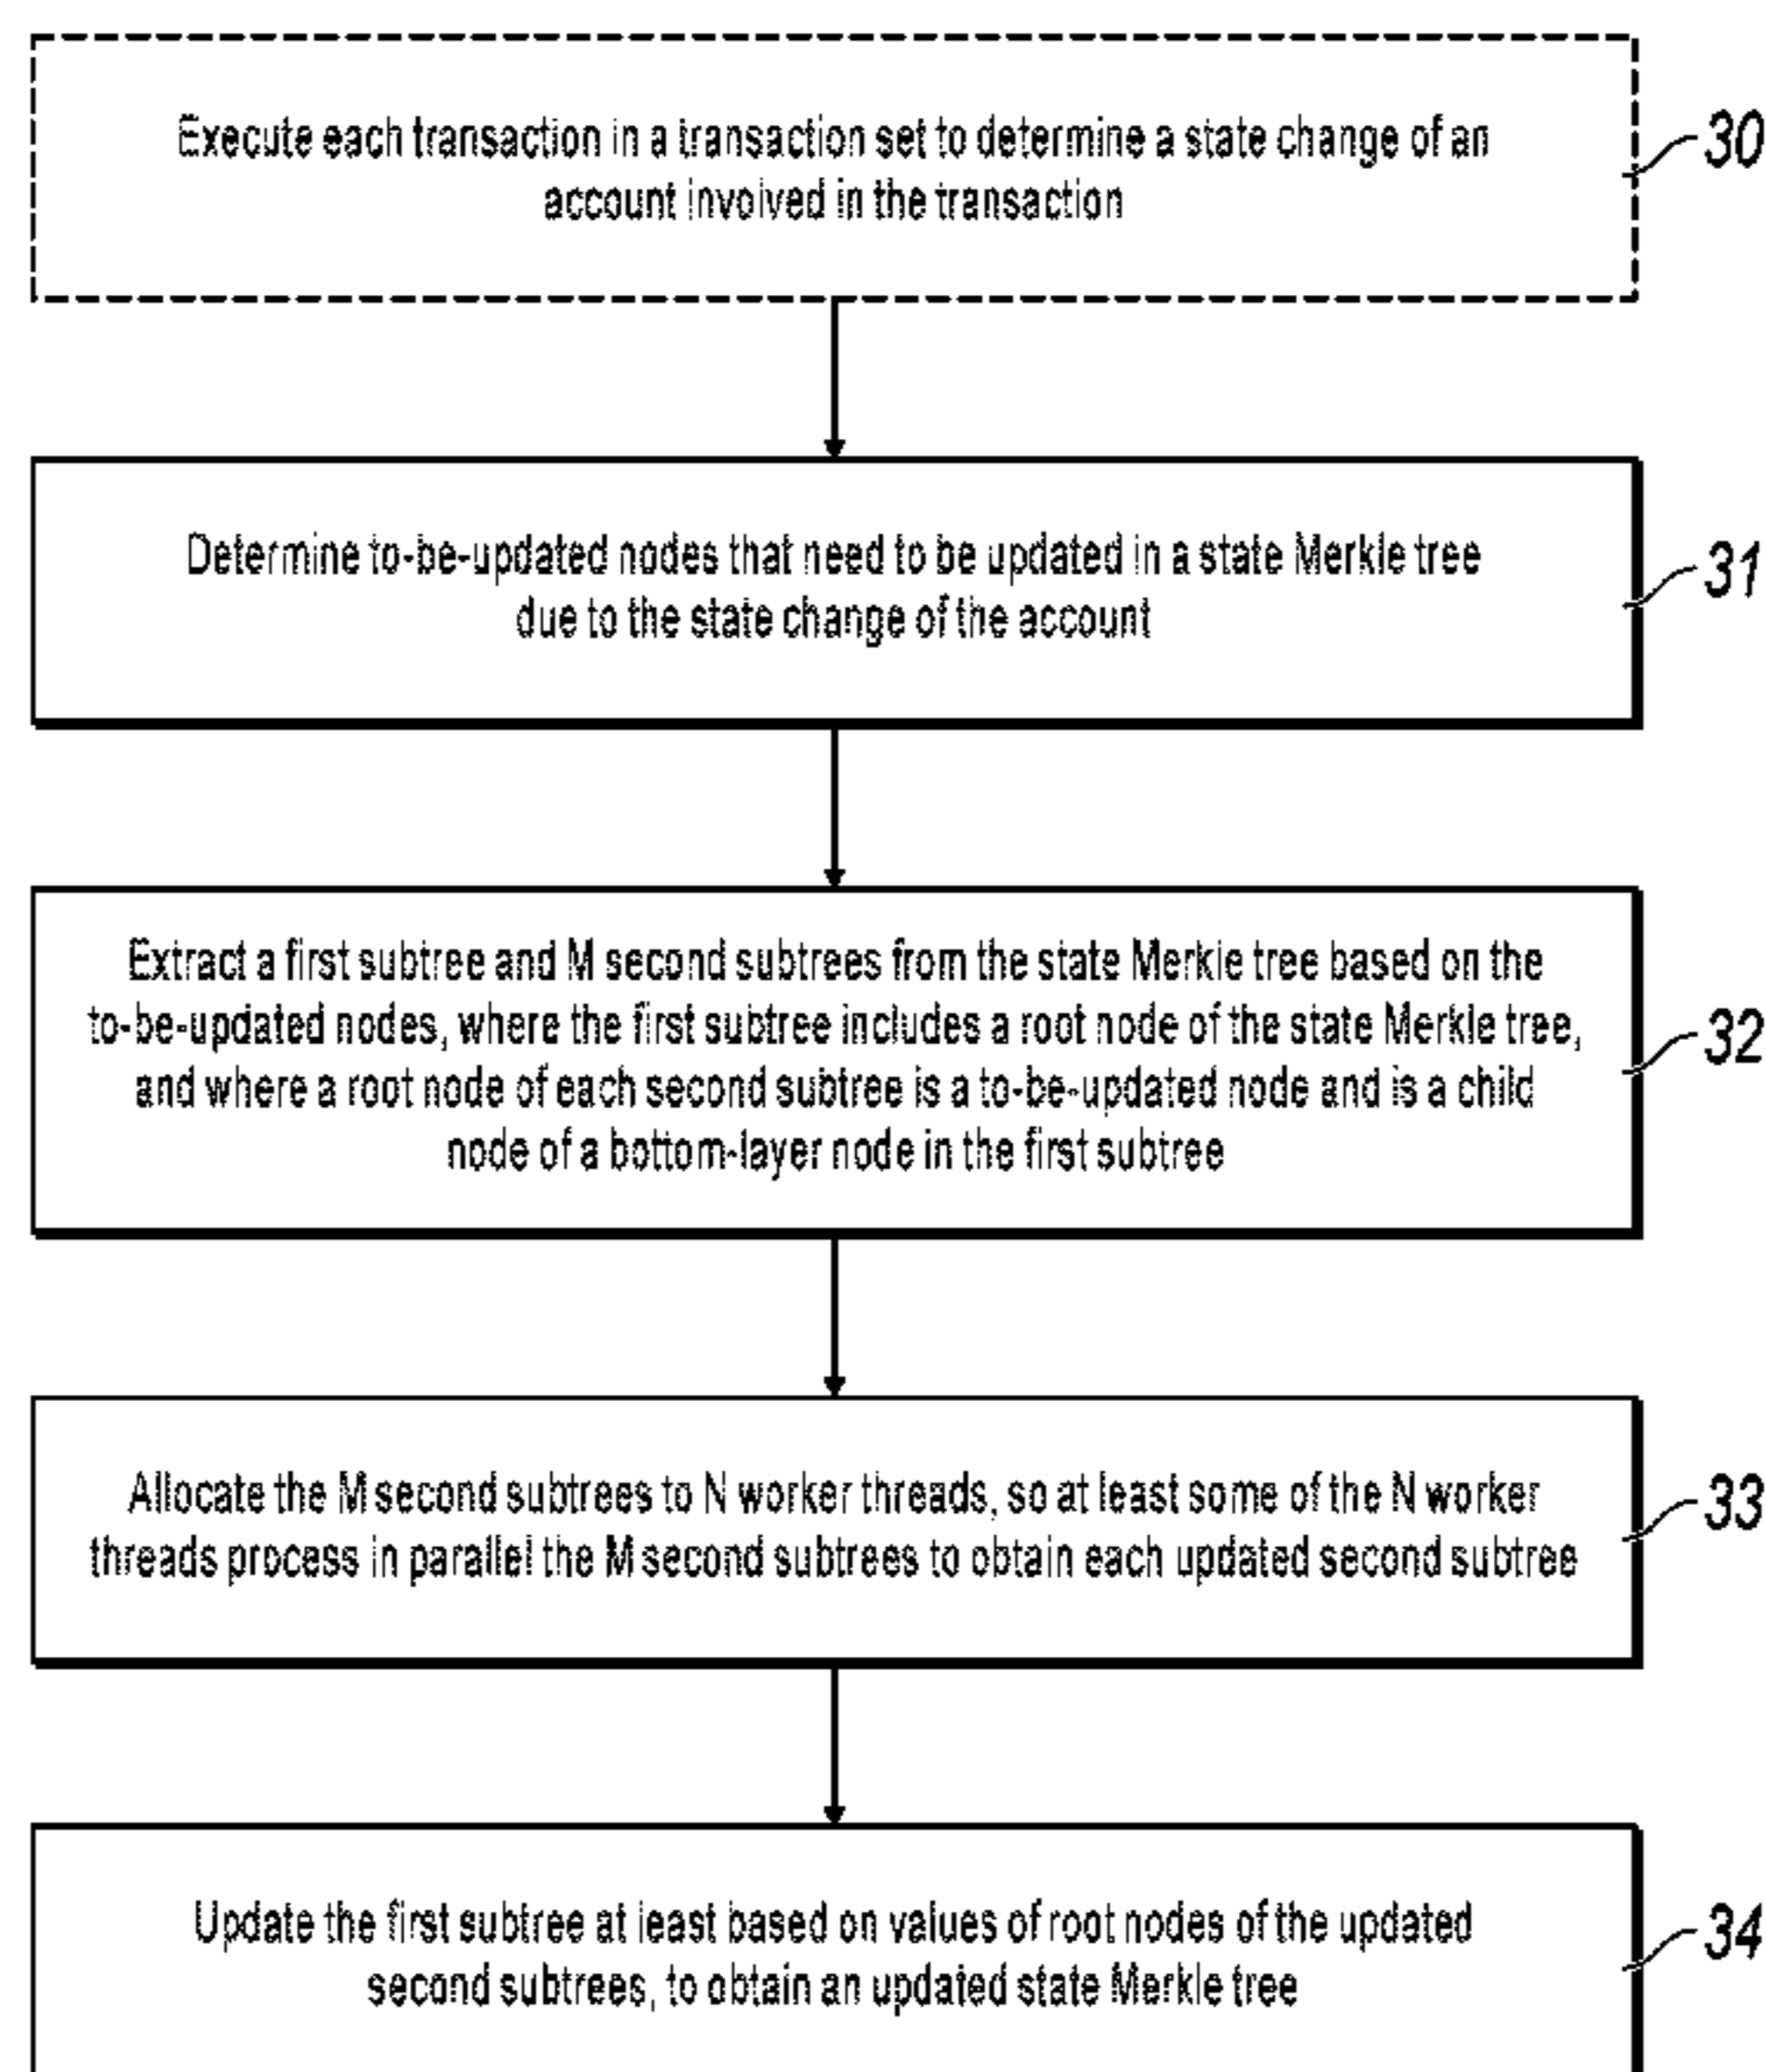 Execute each transaction in a transaction set to determine a state change of an
account involved in the transaction
30
Determine to-be-updated nodes that need to be updated in a state Merkle tree
due to the state change of the account
31
Extract a first subtree and M second subtrees from the state Merkle tree based on the
to-be-updated nodes, where the first subtree includes a root node of the state Merkle tree,
and where a root node of each second subtree is a to-be-updated node and is a child
node of a bottom-layer node in the first subtree
32
Allocate the M second subtrees to N worker threads, so at least some of the N worker
threads process in parallel the M second subtrees to obtain each updated second subtree
33
Update the first subtree at least based on values of root nodes of the updated
second subtrees, to obtain an updated state Merkle tree
34